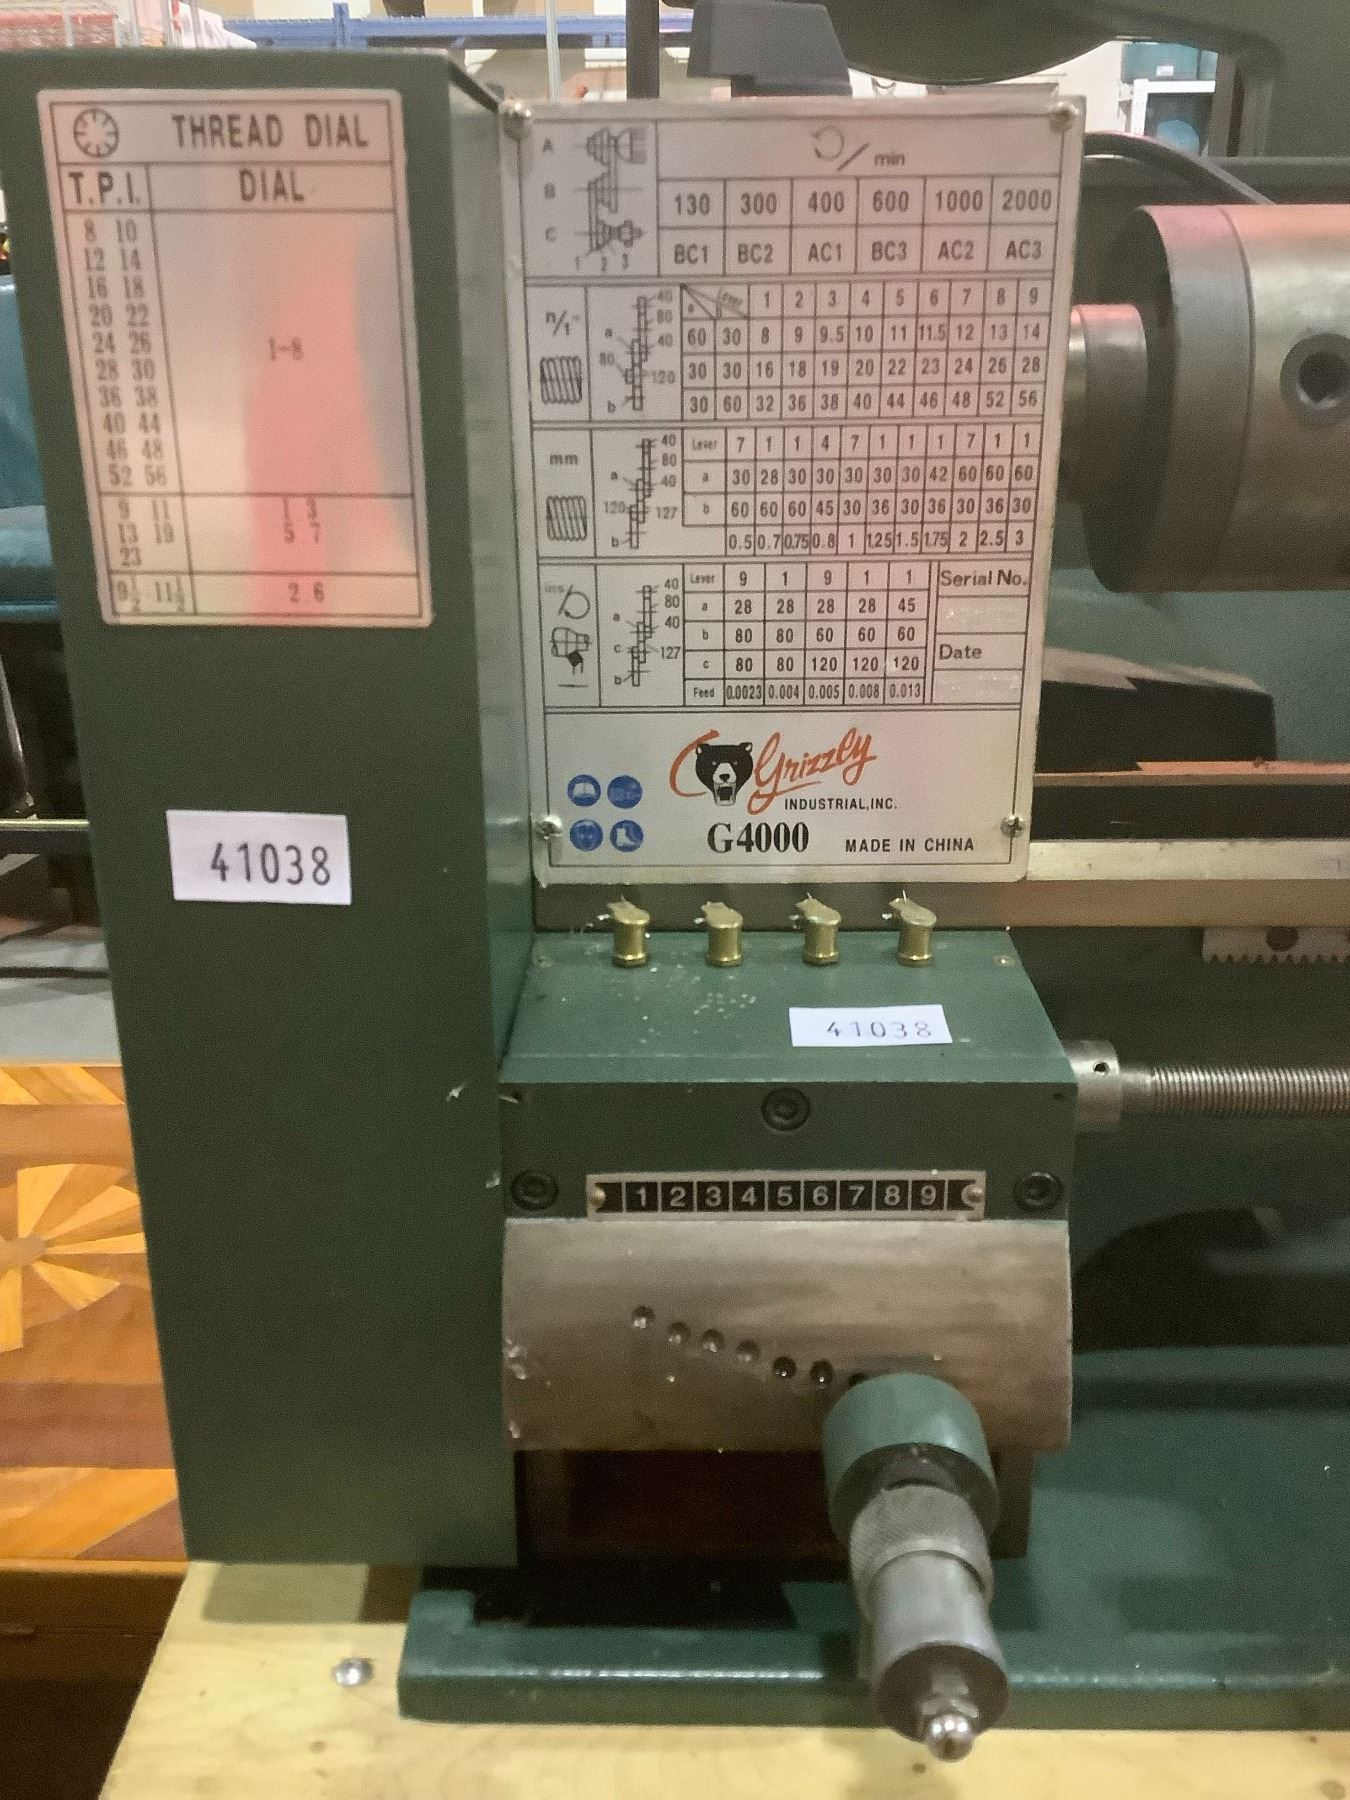 THREAD DIAL
T.P.I. DIAL
8 10
12 14
16 18
20 22
24 26
28 30
36 38
40 44
46 48
52 56
1-8
9 11
13 19
23
1 3
5 7
9½ 11½ 2 6
41038
A
B
C
1 2 3
/min
130 300 400 600 1000 2000
BC1 BC2 AC1 BC3 AC2 AC3
n/1"
a
80
b
40
80
40
120
a Lever 1 2 3 4 5 6 7 8 9
60 30 8 9 9.5 10 11 11.5 12 13 14
30 30 16 18 19 20 22 23 24 26 28
30 60 32 36 38 40 44 46 48 52 56
mm
a
120
b
40
80
40
127
Lever 7 1 1 4 7 1 1 1 7 1 1
a 30 28 30 30 30 30 30 42 60 60 60
b 60 60 60 45 30 36 30 36 30 36 30
0.5 0.7 0.75 0.8 1 1.25 1.5 1.75 2 2.5 3
ins
a
c
b
40
80
40
127
Lever 9 1 9 1 1
a 28 28 28 28 45
b 80 80 60 60 60
c 80 80 120 120 120
Feed 0.0023 0.004 0.005 0.008 0.013
Serial No.
Date
Grizzly
INDUSTRIAL, INC.
G4000 MADE IN CHINA
41038
1 2 3 4 5 6 7 8 9